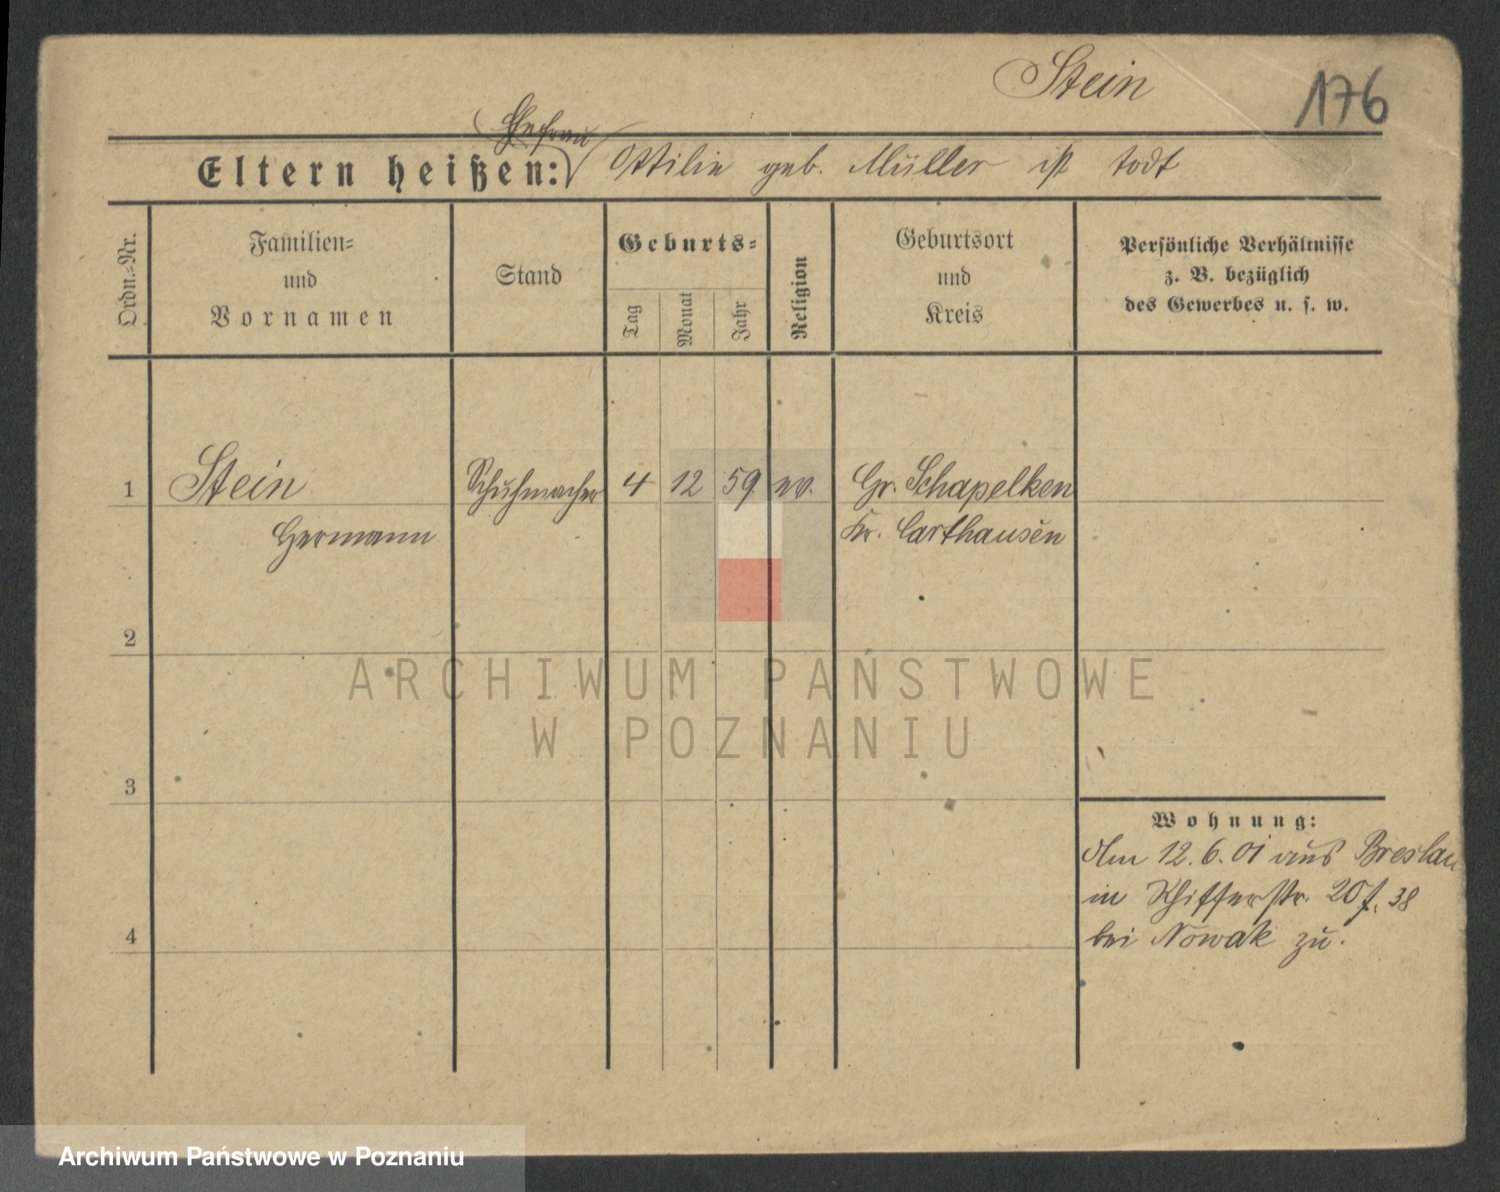 Stein
176
Ehefrau
Eltern heißen: Ottilie geb. Müller ist todt
Ordn.-Nr.
Familien-
und
Vornamen
Stand
Geburts-
Tag
Monat
Jahr
Religion
Geburtsort
und
Kreis
Persönliche Verhältnisse
z. B. bezüglich
des Gewerbes u. s. w.
1 Stein Schuhmacher 4 12 59 ev. Gr. Schapelken
Hermann Kr. Carthausen
2
ARCHIWUM PAŃSTWOWE
W POZNANIU
3
Wohnung:
Am 12.6.01 aus Breslau
in Schifferstr. 20 f. 38
4
bei Nowak zu.
Archiwum Państwowe w Poznaniu